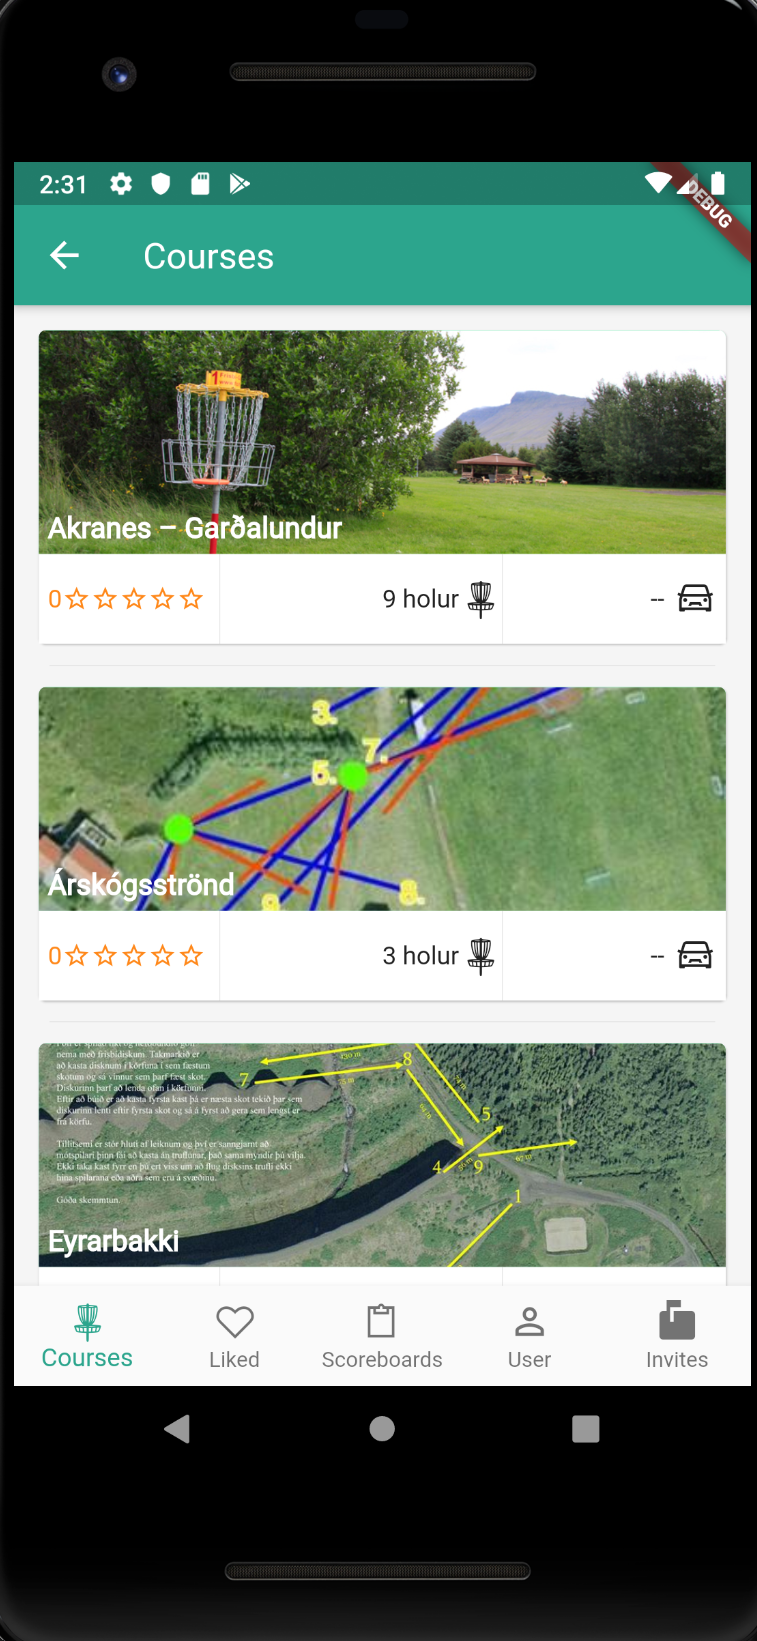 2:31
DEBUG
Courses
1
Akranes – Garðalundur
0
9 holur
--
3.
7.
5.
8.
Árskógsströnd
0
3 holur
--
nema með frisbídiskum. Takmarkið er
að kasta disknum í körfuna í sem fæstum
skotum og sá vinnur sem þarf fæst skot.
Diskurinn þarf að lenda ofan í körfunni.
Eftir að búið er að kasta fyrsta kast þá er næsta skot tekið þar sem
diskurinn lenti eftir fyrsta skot og sá á fyrst að gera sem lengst er
frá körfu.
Tillitsemi er stór hluti af leiknum og því er sanngjarnt að
mótspilari þinn fái að kasta án truflunar, það sama myndir þú vilja.
Ekki taka kast fyrr en þú ert viss um að flug disksins trufli ekki
hina spilarana eða aðra sem eru á svæðinu.
Góða skemmtun.
7
8
5
4
9
1
Eyrarbakki
Courses
Liked
Scoreboards
User
Invites